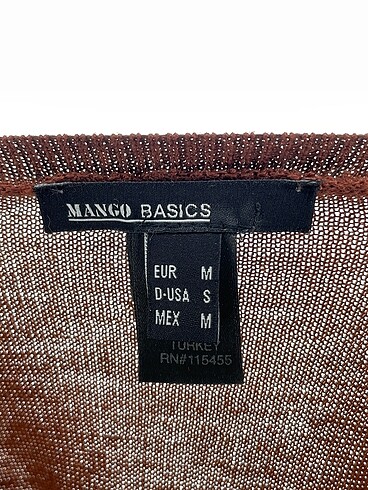 MANGO BASICS
EUR M
D-USA S
MEX M
TURKEY
RN#115455